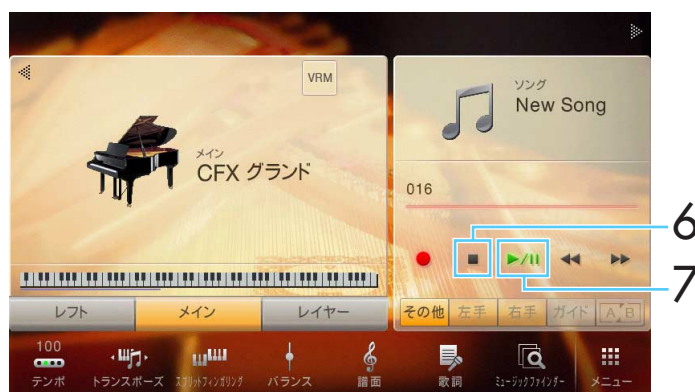 VRM
メイン
CFX グランド
レフト
メイン
レイヤー
ソング
New Song
016
6
7
その他
左手
右手
ガイド
A B
100
テンポ
トランスポーズ
スプリットフィンガリング
バランス
譜面
歌詞
ミュージックファインダー
メニュー